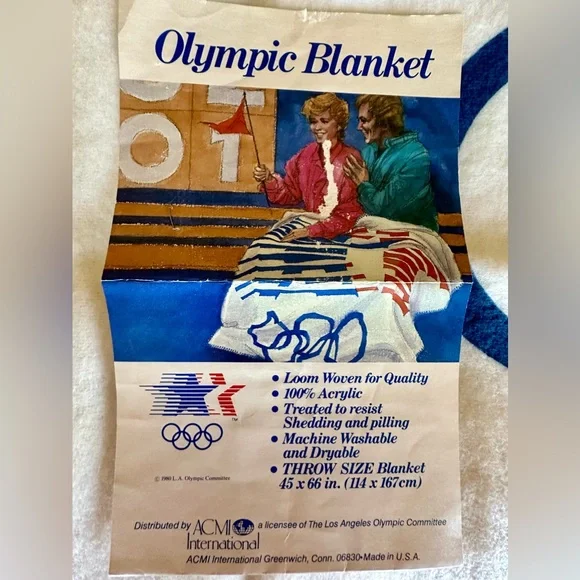 Olympic Blanket
O 1
TM
• Loom Woven for Quality
• 100% Acrylic
• Treated to resist
Shedding and pilling
• Machine Washable
and Dryable
• THROW SIZE Blanket
45 x 66 in. (114 x 167cm)
© 1980 L.A. Olympic Committee
Distributed by ACMI a licensee of The Los Angeles Olympic Committee
International
ACMI International Greenwich, Conn. 06830•Made in U.S.A.